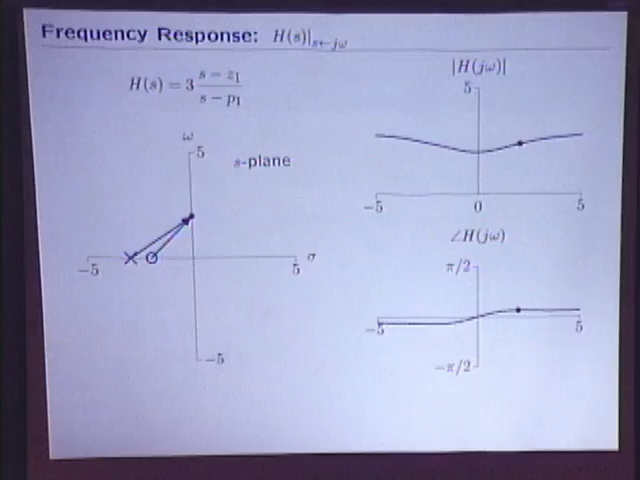 Frequency Response: H(s)|s←jω
H(s) = 3 (s − z1)/(s − p1)
|H(jω)|
5
−5 0 5
ω
5
s-plane
−5 5 σ
−5
∠H(jω)
π/2
−5 5
−π/2